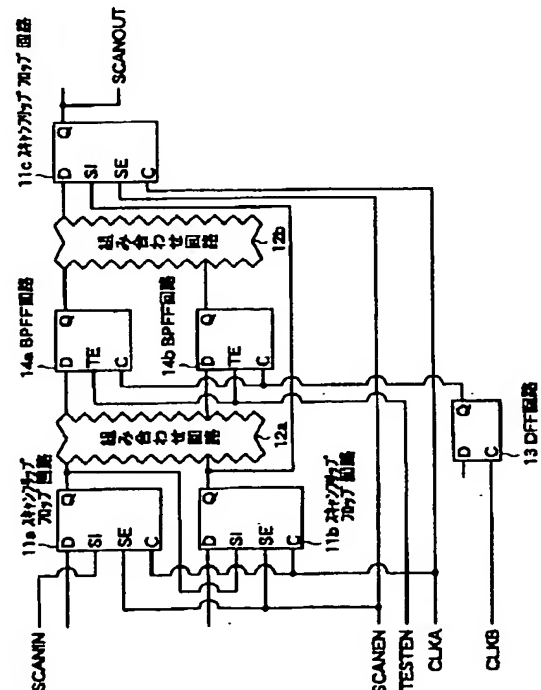 SCANIN
11a スキャンフリップ
フロップ回路
D
SI
SE
C
Q
組み合わせ回路
12a
14a BPFF回路
D
TE
C
Q
組み合わせ回路
12b
11c スキャンフリップ フロップ 回路
D
SI
SE
C
Q
SCANOUT
D
SI
SE
C
Q
11b スキャンフリップ
フロップ回路
14b BPFF回路
D
TE
C
Q
SCANEN
TESTEN
CLKA
CLKB
D
C
Q
13 DFF回路